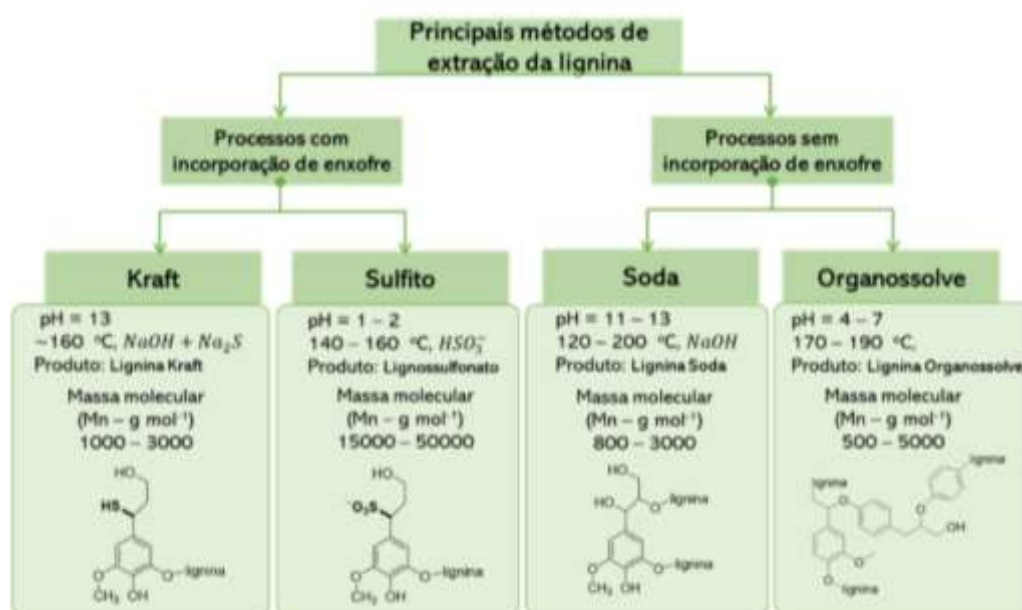 Principais métodos de
extração da lignina
Processos com
incorporação de enxofre
Processos sem
incorporação de enxofre
Kraft
pH = 13
~160 ºC, NaOH + Na₂S
Produto: Lignina Kraft
Massa molecular
(Mn – g mol⁻¹)
1000 – 3000
HO
HS
O
CH₃
OH
O
lignina
Sulfito
pH = 1 – 2
140 – 160 ºC, HSO₃⁻
Produto: Lignossulfonato
Massa molecular
(Mn – g mol⁻¹)
15000 – 50000
HO
⁻O₃S
O
CH₃
OH
O
lignina
Soda
pH = 11 – 13
120 – 200 ºC, NaOH
Produto: Lignina Soda
Massa molecular
(Mn – g mol⁻¹)
800 – 3000
HO
HO
O
lignina
O
CH₃
OH
O
lignina
Organossolve
pH = 4 – 7
170 – 190 ºC,
Produto: Lignina Organossolve
Massa molecular
(Mn – g mol⁻¹)
500 – 5000
lignina
lignina
O
O
OH
O
O
lignina